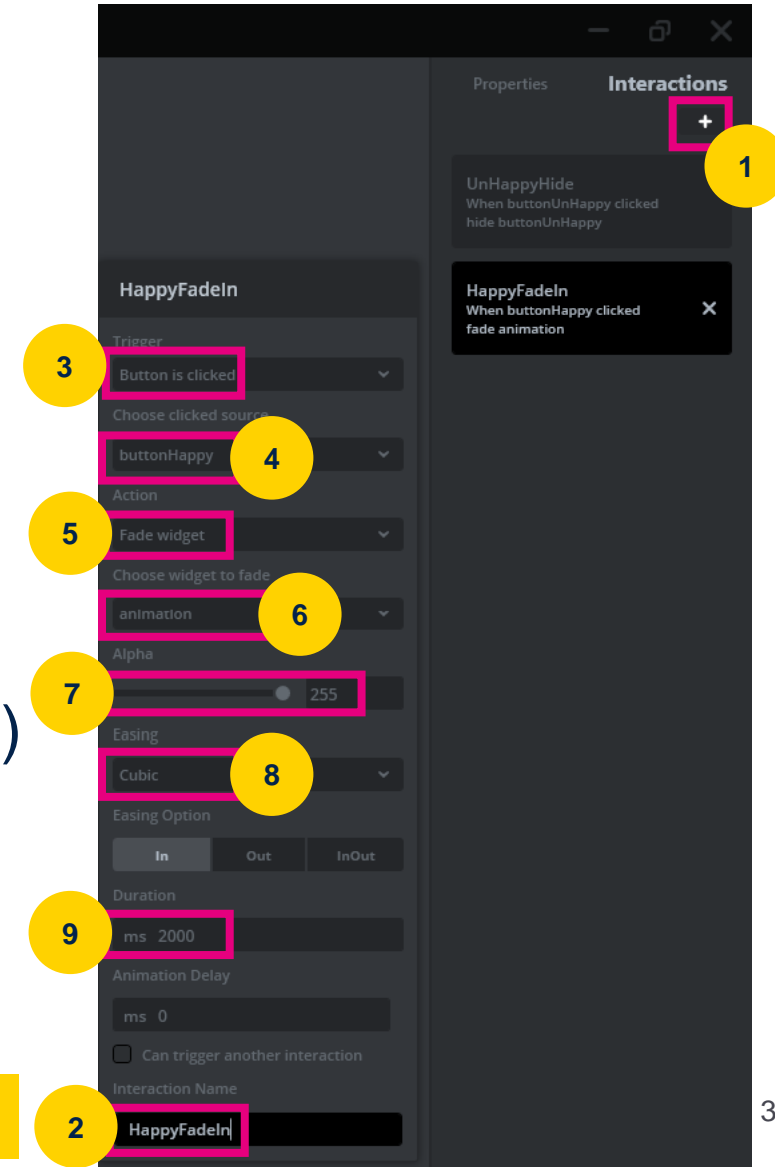 Properties
Interactions
+
1
UnHappyHide
When buttonUnHappy clicked
hide buttonUnHappy
HappyFadeIn
When buttonHappy clicked
fade animation
HappyFadeIn
Trigger
3
Button is clicked
Choose clicked source
buttonHappy
4
Action
5
Fade widget
Choose widget to fade
animation
6
Alpha
7
255
)
Easing
Cubic
8
Easing Option
In
Out
InOut
Duration
9
ms 2000
Animation Delay
ms 0
Can trigger another interaction
Interaction Name
2
HappyFadeIn
3